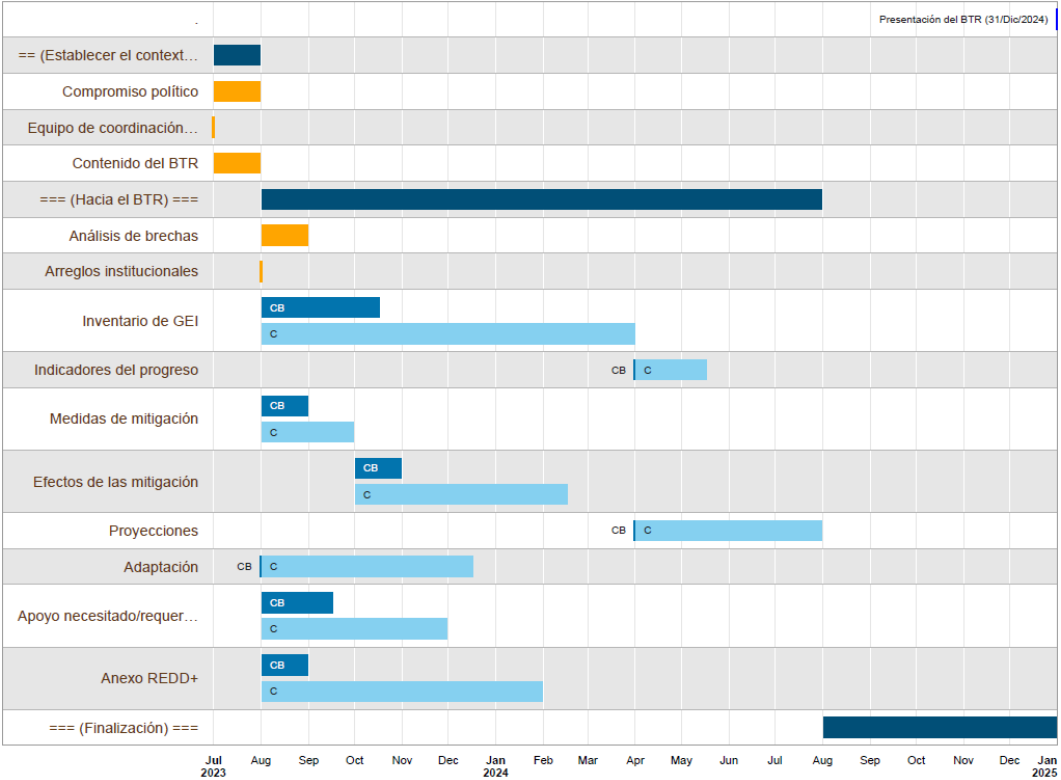 .
Presentación del BTR (31/Dic/2024)
== (Establecer el context…
Compromiso político
Equipo de coordinación…
Contenido del BTR
=== (Hacia el BTR) ===
Análisis de brechas
Arreglos institucionales
Inventario de GEI
CB
C
Indicadores del progreso
CB C
Medidas de mitigación
CB
C
Efectos de las mitigación
CB
C
Proyecciones
CB C
Adaptación
CB C
Apoyo necesitado/requer…
CB
C
Anexo REDD+
CB
C
=== (Finalización) ===
Jul Aug Sep Oct Nov Dec Jan Feb Mar Apr May Jun Jul Aug Sep Oct Nov Dec Jan
2023 2024 2025